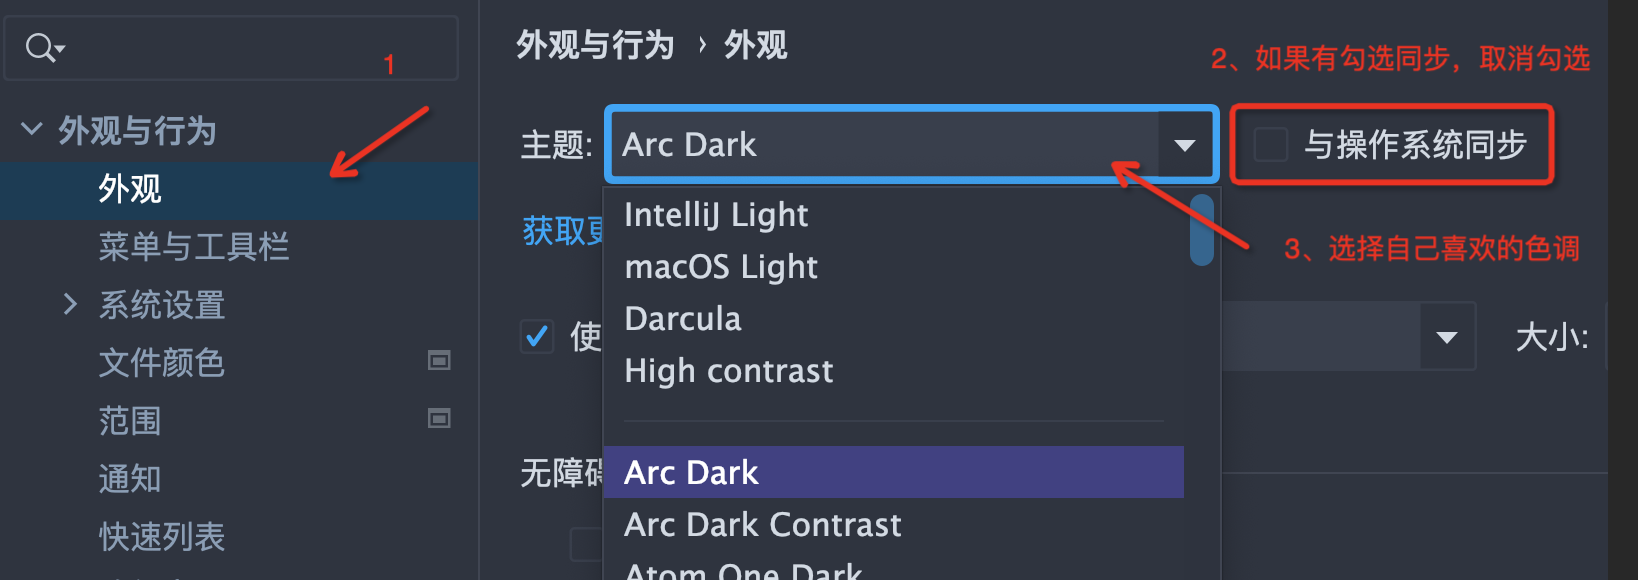 1
外观与行为
外观
菜单与工具栏
系统设置
文件颜色
范围
通知
快速列表
外观与行为 › 外观
2、如果有勾选同步，取消勾选
主题: Arc Dark
与操作系统同步
IntelliJ Light
获取更
macOS Light
3、选择自己喜欢的色调
Darcula
使
大小:
High contrast
无障碍
Arc Dark
Arc Dark Contrast
Atom One Dark